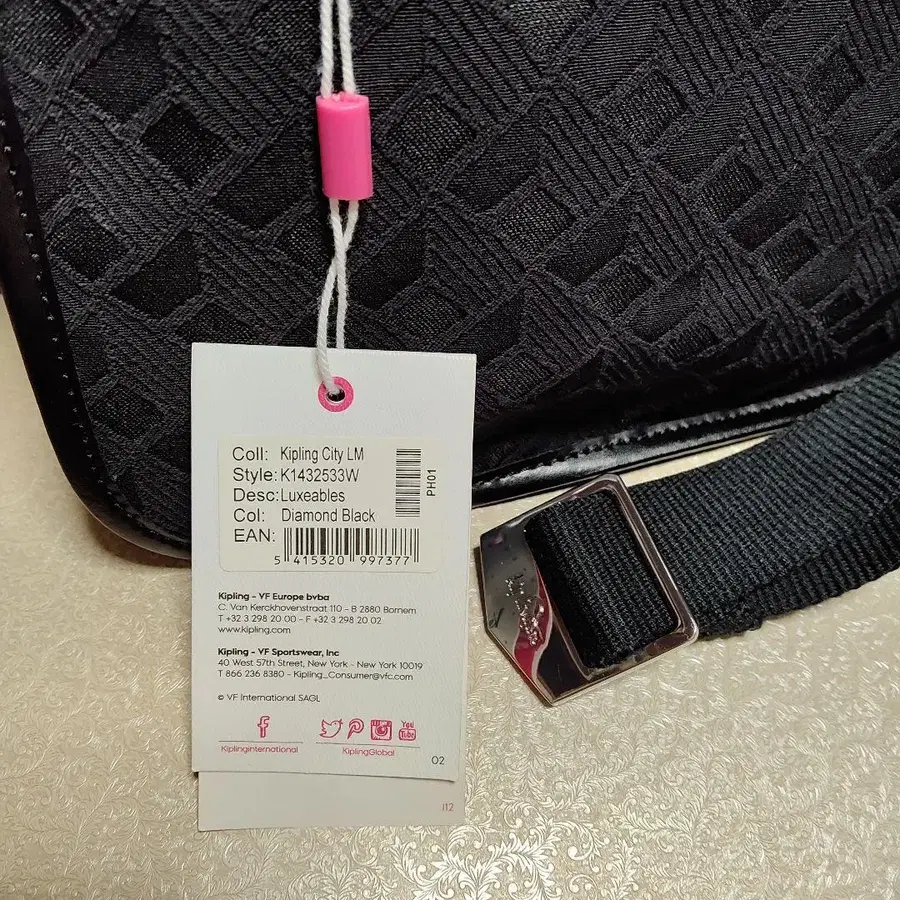 Coll: Kipling City LM
Style: K1432533W
Desc: Luxeables
Col: Diamond Black
EAN:
5 415320 997377
PH01
Kipling - VF Europe bvba
C. Van Kerckhovenstraat 110 - B 2880 Bornem
T +32 3 298 20 00 - F +32 3 298 20 02
www.kipling.com
Kipling - VF Sportswear, Inc
40 West 57th Street, New York - New York 10019
T 866 236 8380 - Kipling_Consumer@vfc.com
© VF International SAGL
You
Tube
Kiplinginternational
KiplingGlobal
02
112